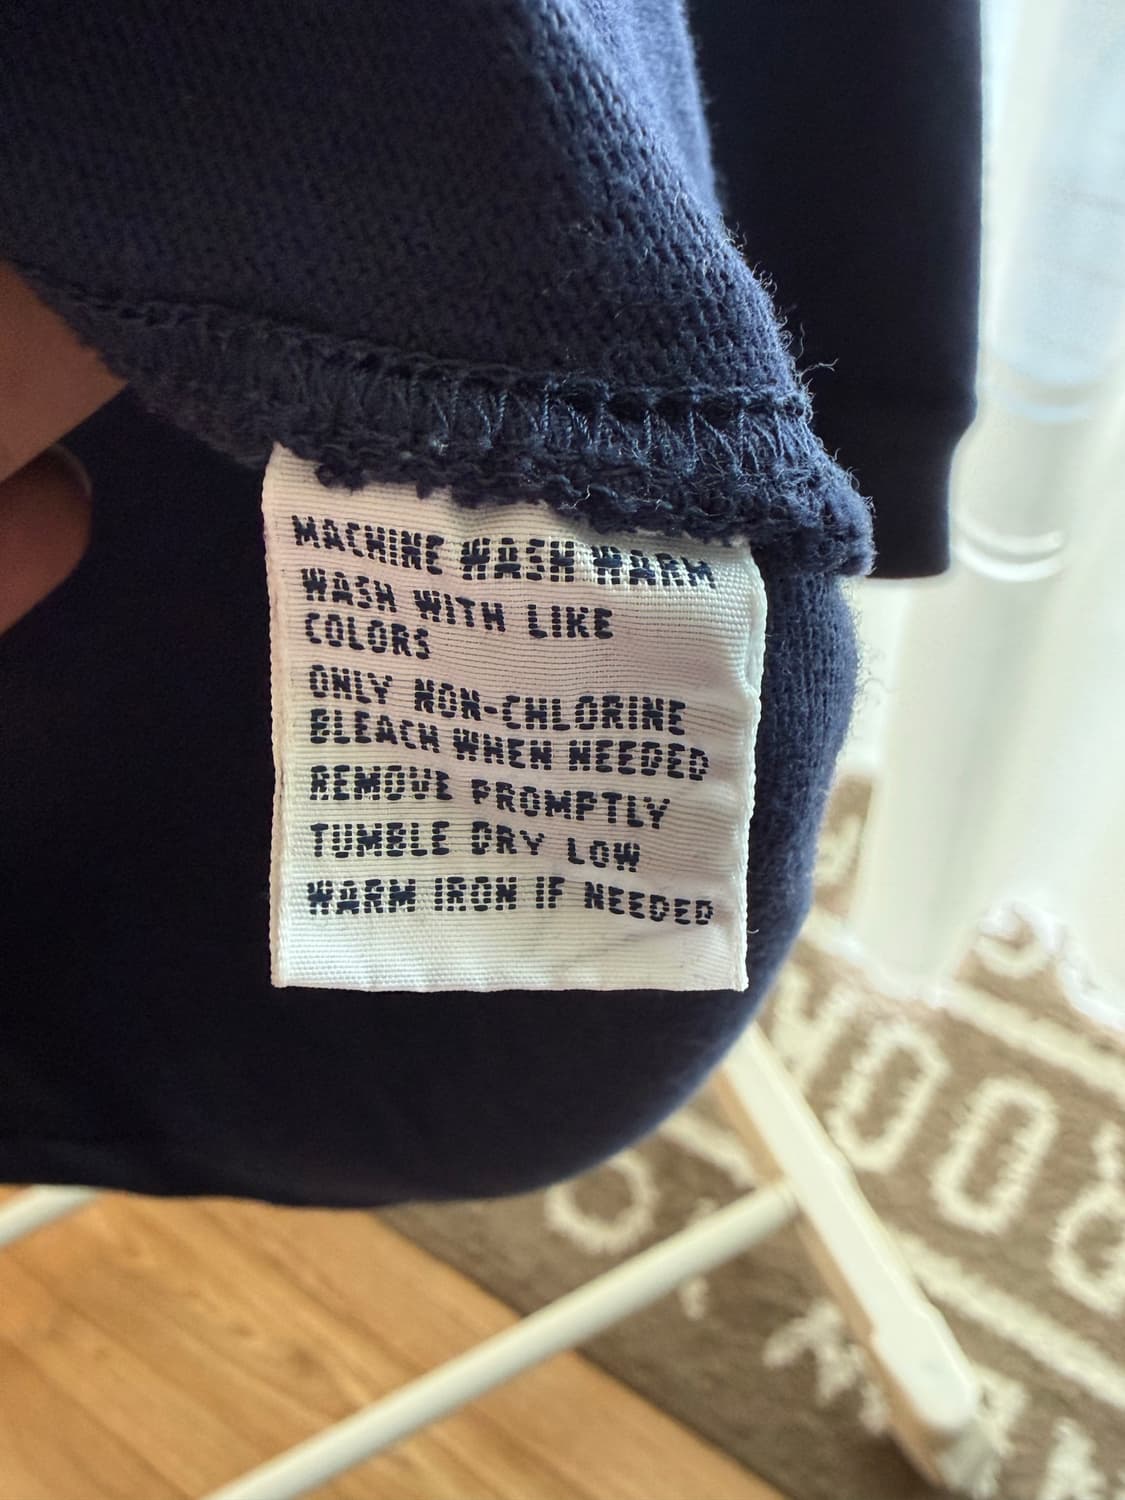 MACHINE WASH WARM
WASH WITH LIKE
COLORS
ONLY NON-CHLORINE
BLEACH WHEN NEEDED
REMOVE PROMPTLY
TUMBLE DRY LOW
WARM IRON IF NEEDED